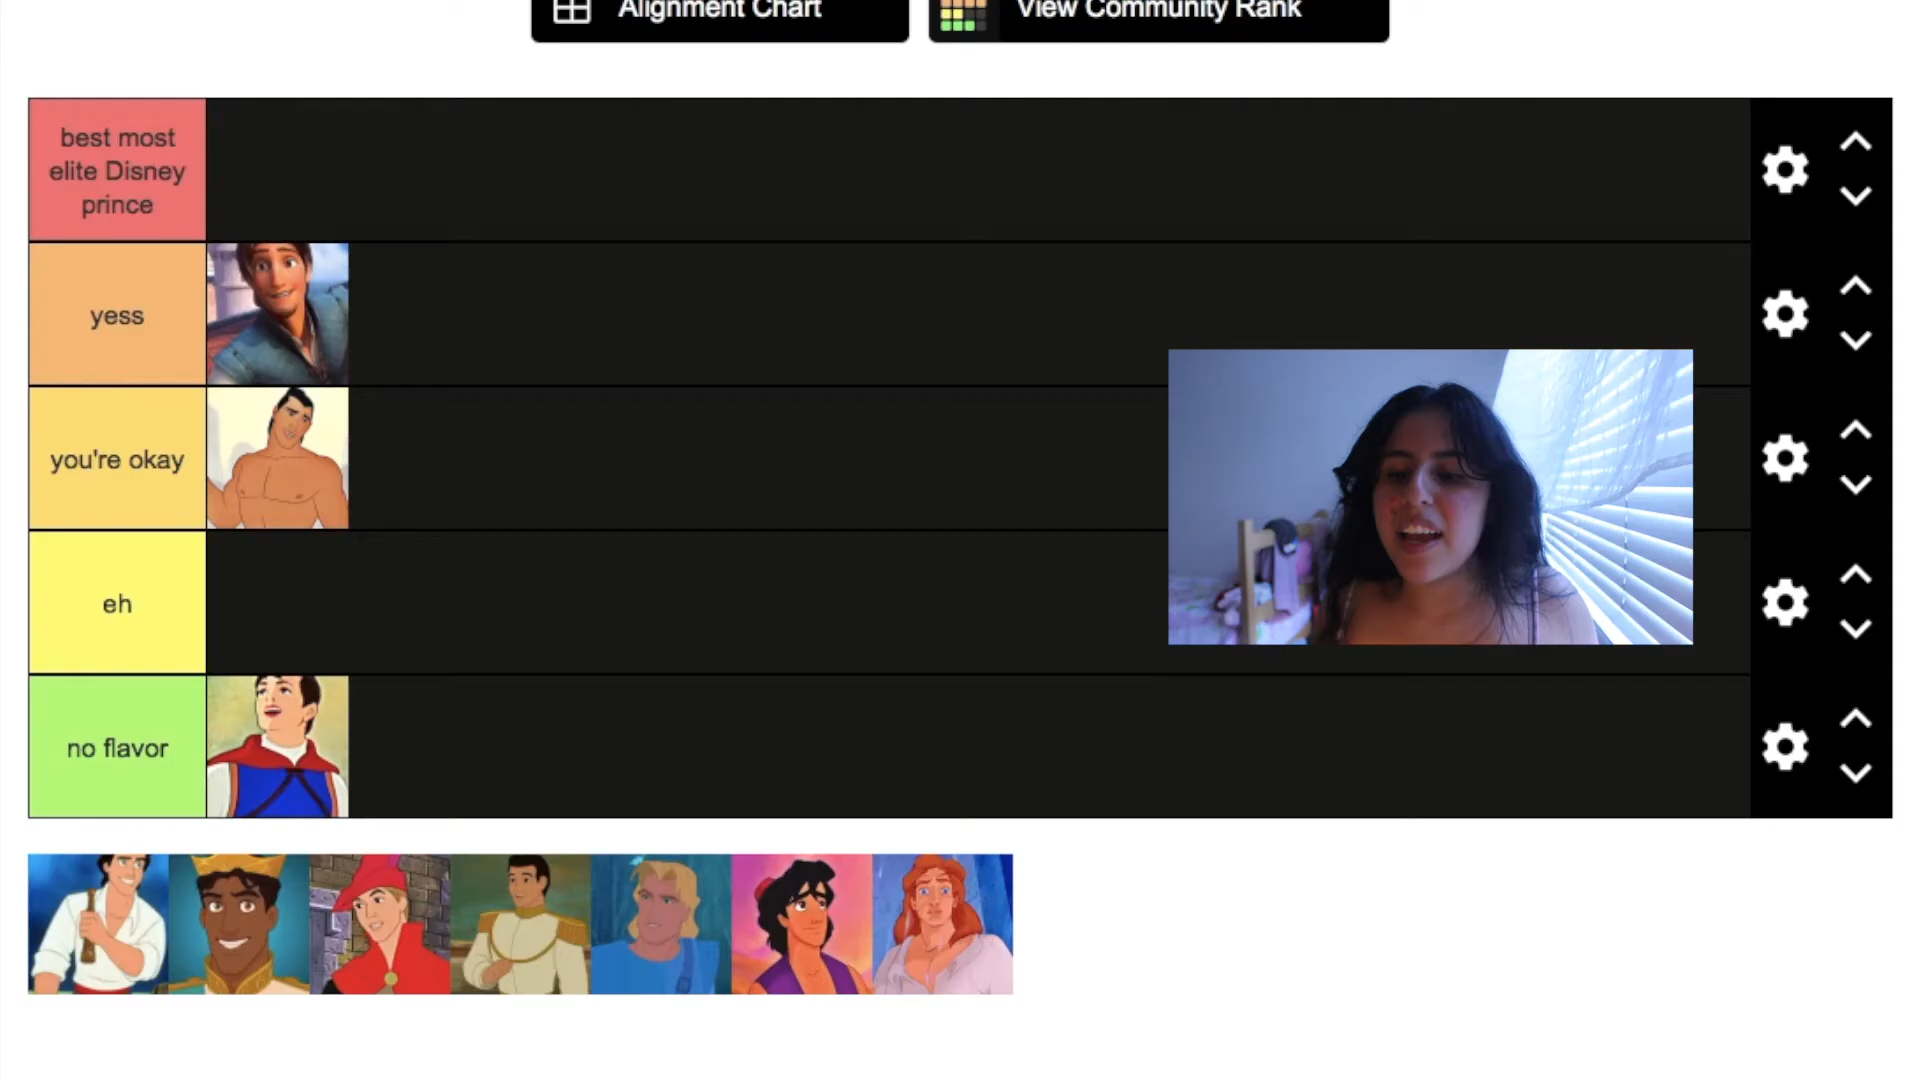 Alignment Chart
View Community Rank
best most
elite Disney
prince
yess
you're okay
eh
no flavor